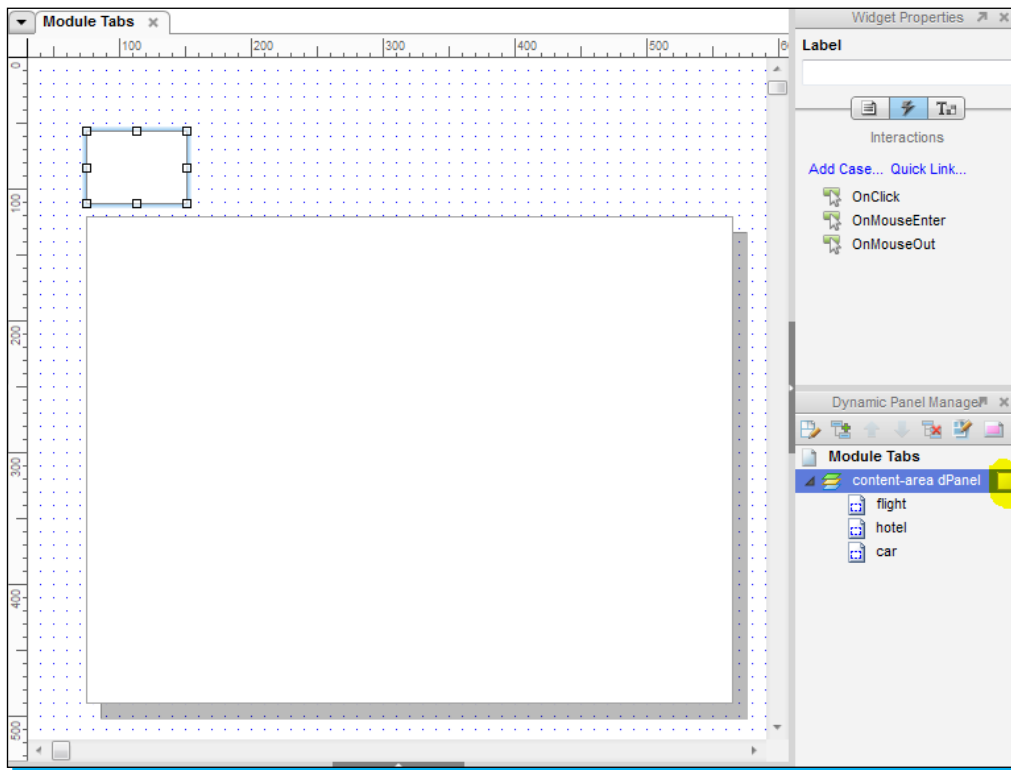 Module Tabs
Widget Properties
100 200 300 400 500 6
Label
0
Interactions
Add Case... Quick Link...
OnClick
100
OnMouseEnter
OnMouseOut
200
Dynamic Panel Manage
Module Tabs
300
content-area dPanel
flight
hotel
car
400
500